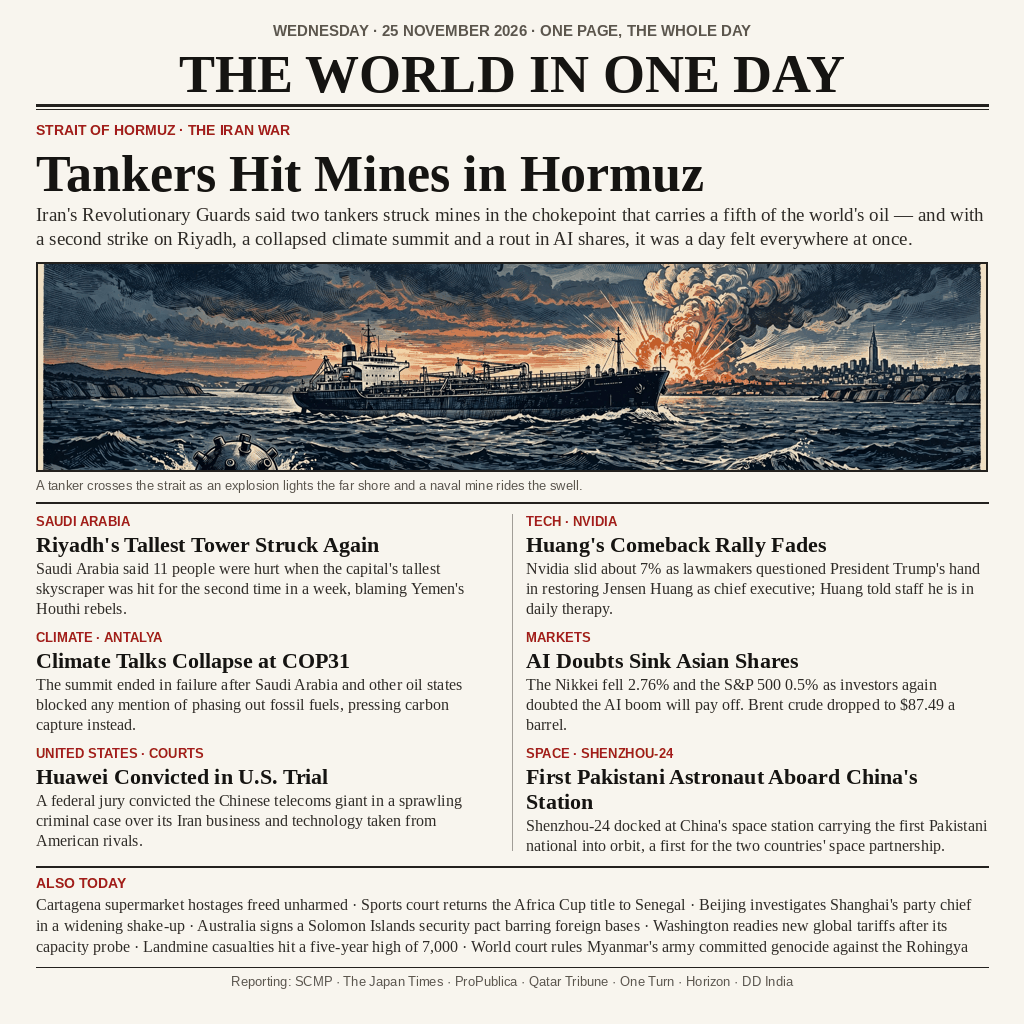 WEDNESDAY · 25 NOVEMBER 2026 · ONE PAGE, THE WHOLE DAY
THE WORLD IN ONE DAY
STRAIT OF HORMUZ · THE IRAN WAR
Tankers Hit Mines in Hormuz
Iran's Revolutionary Guards said two tankers struck mines in the chokepoint that carries a fifth of the world's oil — and with
a second strike on Riyadh, a collapsed climate summit and a rout in AI shares, it was a day felt everywhere at once.
A tanker crosses the strait as an explosion lights the far shore and a naval mine rides the swell.
SAUDI ARABIA
Riyadh's Tallest Tower Struck Again
Saudi Arabia said 11 people were hurt when the capital's tallest
skyscraper was hit for the second time in a week, blaming Yemen's
Houthi rebels.
CLIMATE · ANTALYA
Climate Talks Collapse at COP31
The summit ended in failure after Saudi Arabia and other oil states
blocked any mention of phasing out fossil fuels, pressing carbon
capture instead.
UNITED STATES · COURTS
Huawei Convicted in U.S. Trial
A federal jury convicted the Chinese telecoms giant in a sprawling
criminal case over its Iran business and technology taken from
American rivals.
TECH · NVIDIA
Huang's Comeback Rally Fades
Nvidia slid about 7% as lawmakers questioned President Trump's hand
in restoring Jensen Huang as chief executive; Huang told staff he is in
daily therapy.
MARKETS
AI Doubts Sink Asian Shares
The Nikkei fell 2.76% and the S&P 500 0.5% as investors again
doubted the AI boom will pay off. Brent crude dropped to $87.49 a
barrel.
SPACE · SHENZHOU-24
First Pakistani Astronaut Aboard China's
Station
Shenzhou-24 docked at China's space station carrying the first Pakistani
national into orbit, a first for the two countries' space partnership.
ALSO TODAY
Cartagena supermarket hostages freed unharmed · Sports court returns the Africa Cup title to Senegal · Beijing investigates Shanghai's party chief
in a widening shake-up · Australia signs a Solomon Islands security pact barring foreign bases · Washington readies new global tariffs after its
capacity probe · Landmine casualties hit a five-year high of 7,000 · World court rules Myanmar's army committed genocide against the Rohingya
Reporting: SCMP · The Japan Times · ProPublica · Qatar Tribune · One Turn · Horizon · DD India